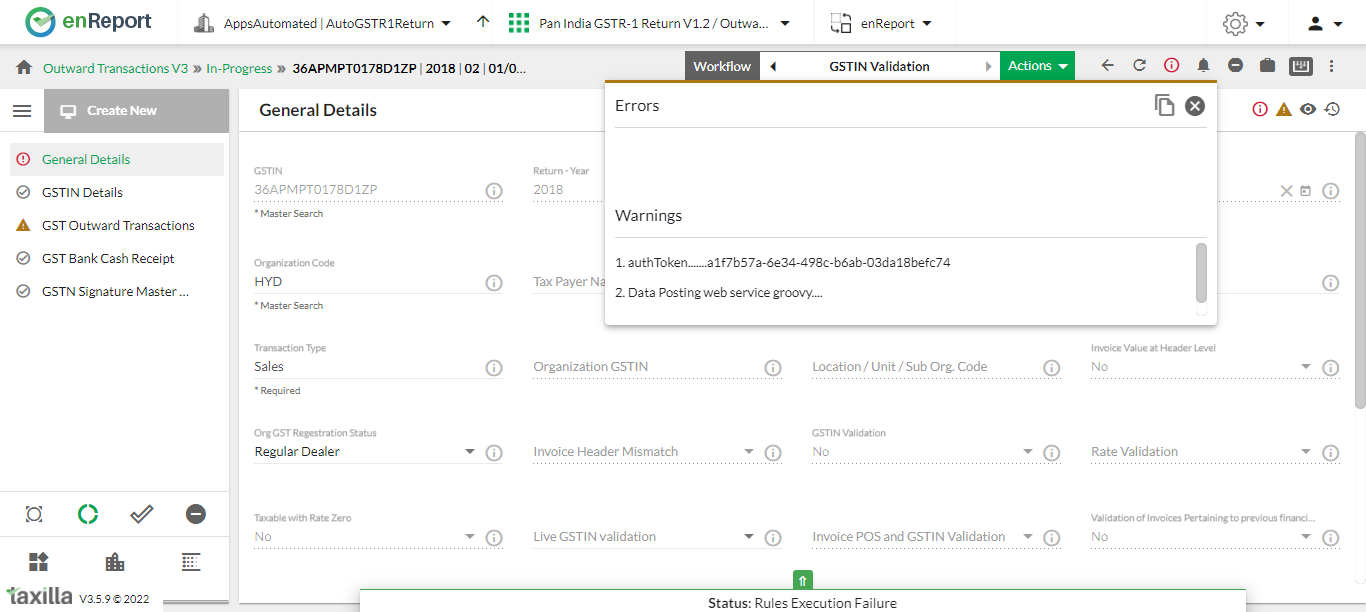 enReport
AppsAutomated | AutoGSTR1Return
Pan India GSTR-1 Return V1.2 / Outwa...
enReport
Outward Transactions V3 » In-Progress » 36APMPT0178D1ZP | 2018 | 02 | 01/0...
Workflow
GSTIN Validation
Actions
Create New
General Details
GSTIN Details
GST Outward Transactions
GST Bank Cash Receipt
GSTN Signature Master ...
General Details
Errors
Warnings
1. authToken.......a1f7b57a-6e34-498c-b6ab-03da18befc74
2. Data Posting web service groovy....
GSTIN
36APMPT0178D1ZP
* Master Search
Return - Year
2018
Organization Code
HYD
* Master Search
Tax Payer Na
Transaction Type
Sales
* Required
Organization GSTIN
Location / Unit / Sub Org. Code
Invoice Value at Header Level
No
Org GST Regestration Status
Regular Dealer
Invoice Header Mismatch
GSTIN Validation
No
Rate Validation
Taxable with Rate Zero
No
Live GSTIN validation
Invoice POS and GSTIN Validation
Validation of Invoices Pertaining to previous financi...
No
taxilla V3.5.9 © 2022
Status: Rules Execution Failure